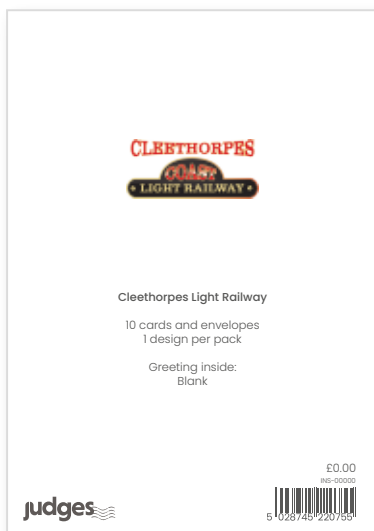 CLEETHORPES
COAST
LIGHT RAILWAY
Cleethorpes Light Railway
10 cards and envelopes
1 design per pack
Greeting inside:
Blank
£0.00
INS-00000
judges
5 028745 220755